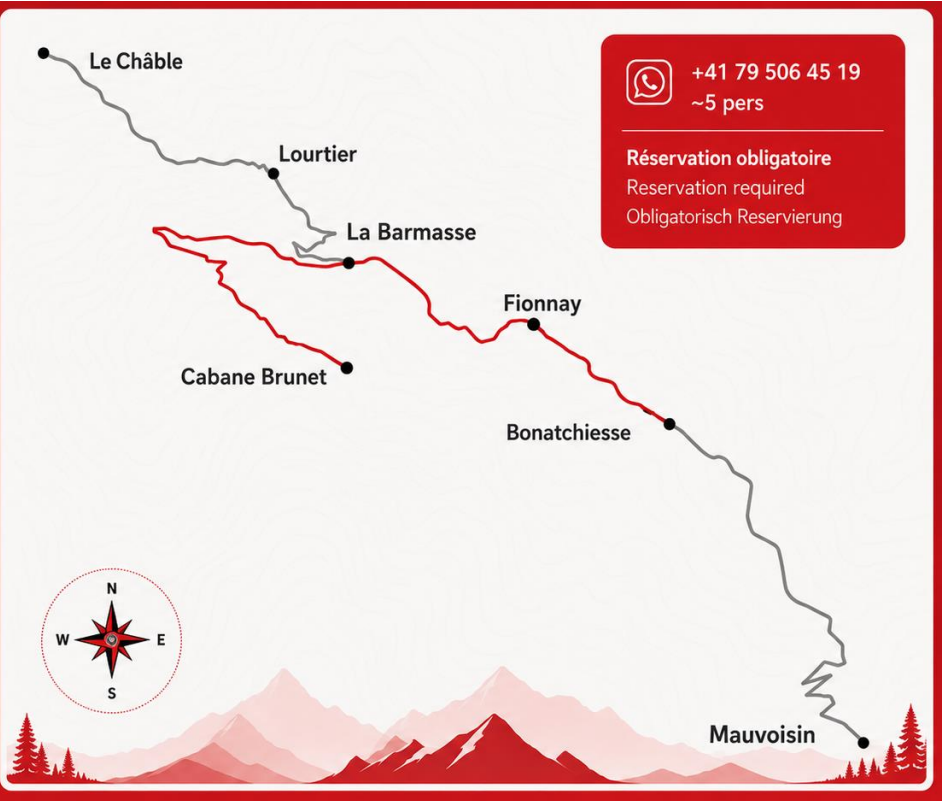 Le Châble
+41 79 506 45 19
~5 pers
Lourtier
Réservation obligatoire
Reservation required
Obligatorisch Reservierung
La Barmasse
Fionnay
Cabane Brunet
Bonatchiesse
N
W E
S
Mauvoisin